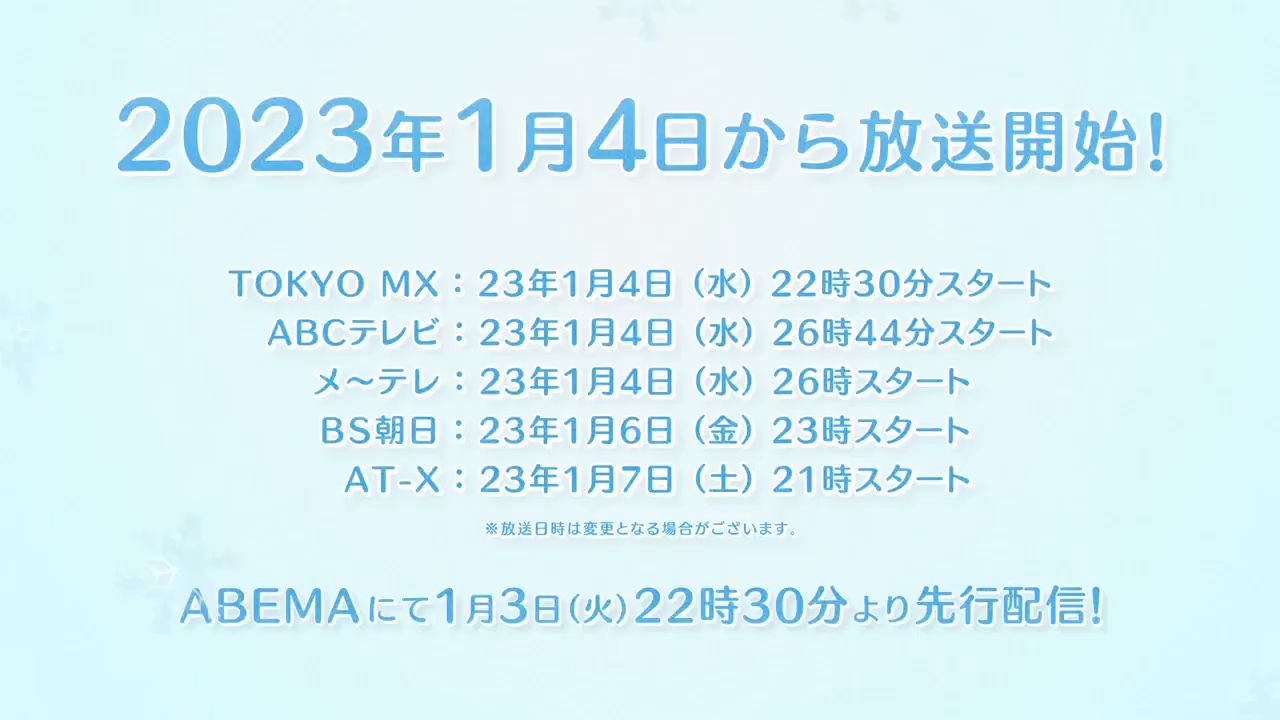 2023年1月4日から放送開始!
TOKYO MX：23年1月4日（水）22時30分スタート
ABCテレビ：23年1月4日（水）26時44分スタート
メ〜テレ：23年1月4日（水）26時スタート
BS朝日：23年1月6日（金）23時スタート
AT-X：23年1月7日（土）21時スタート
※放送日時は変更となる場合がございます。
ABEMAにて1月3日（火）22時30分より先行配信!